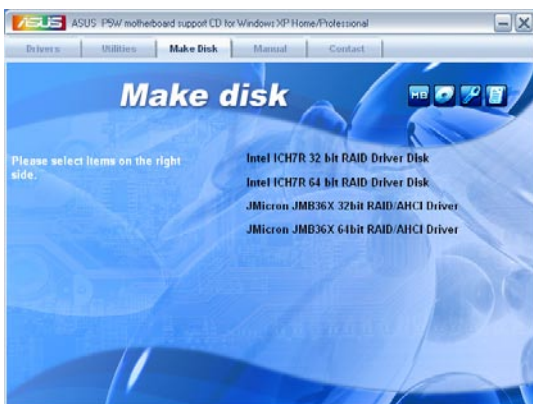 ASUS ASUS P5W motherboard support CD for Windows XP Home/Professional
Drivers Utilities Make Disk Manual Contact
Make disk
MB
Please select items on the right
side.
Intel ICH7R 32 bit RAID Driver Disk
Intel ICH7R 64 bit RAID Driver Disk
JMicron JMB36X 32bit RAID/AHCI Driver
JMicron JMB36X 64bit RAID/AHCI Driver